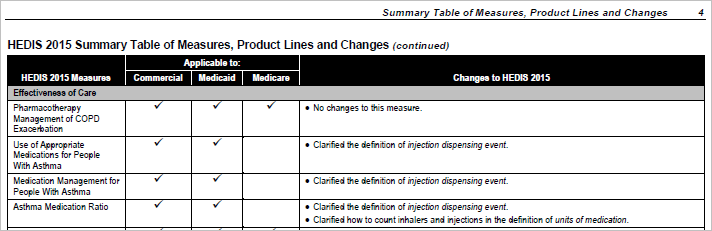 Summary Table of Measures, Product Lines and Changes 4
HEDIS 2015 Summary Table of Measures, Product Lines and Changes (continued)
Applicable to:
HEDIS 2015 Measures Commercial Medicaid Medicare Changes to HEDIS 2015
Effectiveness of Care
Pharmacotherapy ✓ ✓ ✓ • No changes to this measure.
Management of COPD
Exacerbation
Use of Appropriate ✓ ✓ • Clarified the definition of injection dispensing event.
Medications for People
With Asthma
Medication Management for ✓ ✓ • Clarified the definition of injection dispensing event.
People With Asthma
Asthma Medication Ratio ✓ ✓ • Clarified the definition of injection dispensing event.
• Clarified how to count inhalers and injections in the definition of units of medication.